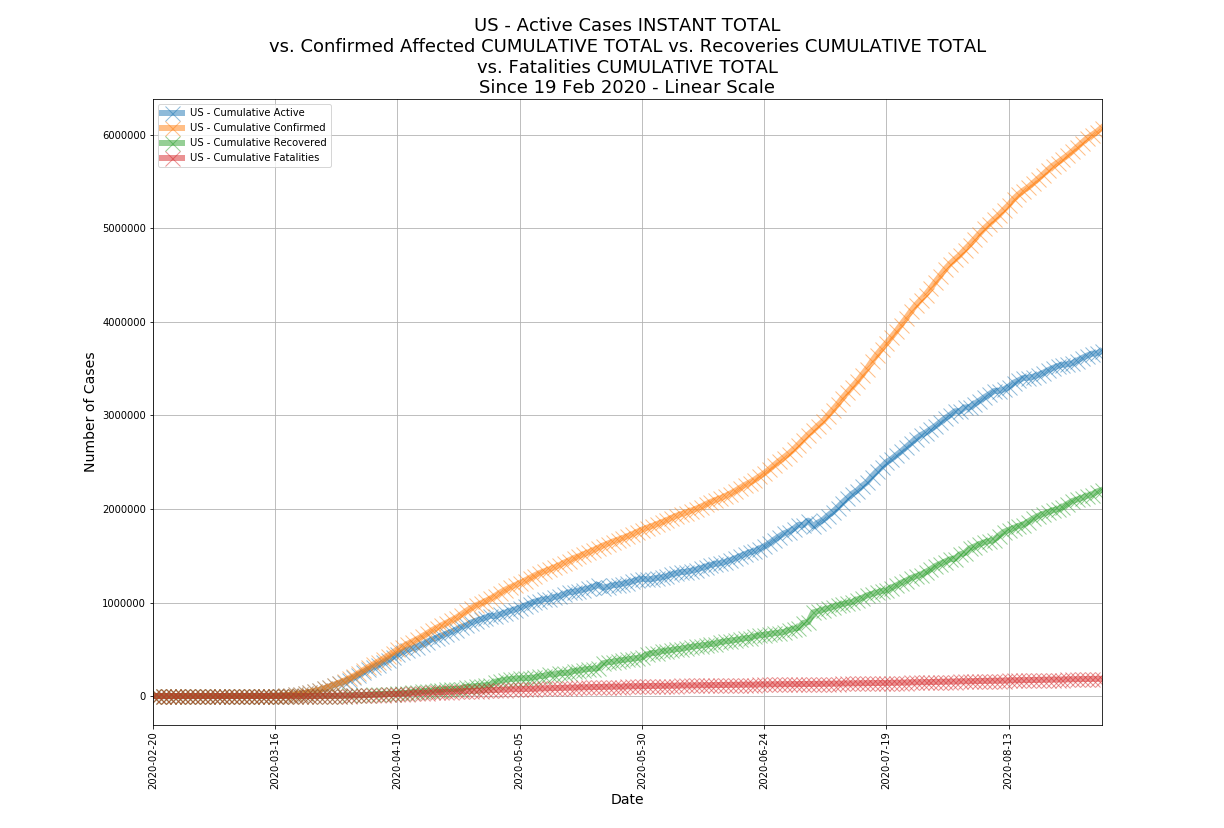 US - Active Cases INSTANT TOTAL
vs. Confirmed Affected CUMULATIVE TOTAL vs. Recoveries CUMULATIVE TOTAL
vs. Fatalities CUMULATIVE TOTAL
Since 19 Feb 2020 - Linear Scale
US - Cumulative Active
US - Cumulative Confirmed
US - Cumulative Recovered
US - Cumulative Fatalities
Number of Cases
6000000
5000000
4000000
3000000
2000000
1000000
0
2020-02-20
2020-03-16
2020-04-10
2020-05-05
2020-05-30
2020-06-24
2020-07-19
2020-08-13
Date